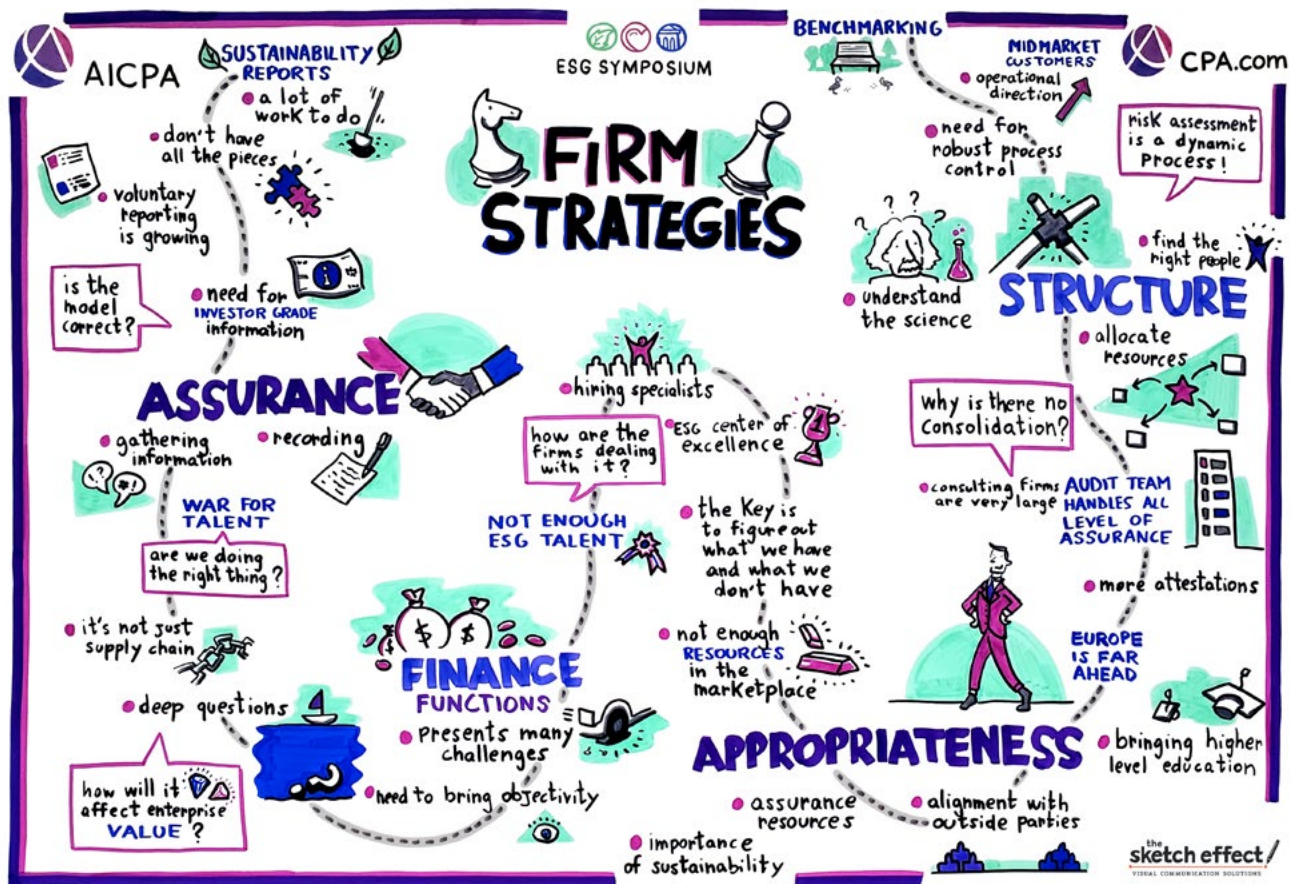 AICPA
ESG SYMPOSIUM
CPA.com
FIRM
STRATEGIES
SUSTAINABILITY
REPORTS
a lot of
work to do
don't have
all the pieces
voluntary
reporting
is growing
is the
model
correct?
need for
INVESTOR GRADE
information
i
ASSURANCE
gathering
information
recording
?
!
WAR FOR
TALENT
are we doing
the right thing?
it's not just
supply chain
deep questions
?
how will it
affect enterprise
VALUE?
$ $
FINANCE
FUNCTIONS
presents many
challenges
need to bring objectivity
NOT ENOUGH
ESG TALENT
how are the
firms dealing
with it?
hiring specialists
ESG center of
excellence
1
the key is
to figure out
what we have
and what we
don't have
not enough
RESOURCES
in the
marketplace
APPROPRIATENESS
assurance
resources
importance
of sustainability
alignment with
outside parties
bringing higher
level education
EUROPE
IS FAR
AHEAD
more attestations
AUDIT TEAM
HANDLES ALL
LEVEL OF
ASSURANCE
consulting firms
are very large
why is there no
consolidation?
allocate
resources
STRUCTURE
find the
right people
risk assessment
is a dynamic
process!
? ? ? ?
understand
the science
need for
robust process
control
MIDMARKET
CUSTOMERS
operational
direction
BENCHMARKING
the
sketch effect
VISUAL COMMUNICATION SOLUTIONS